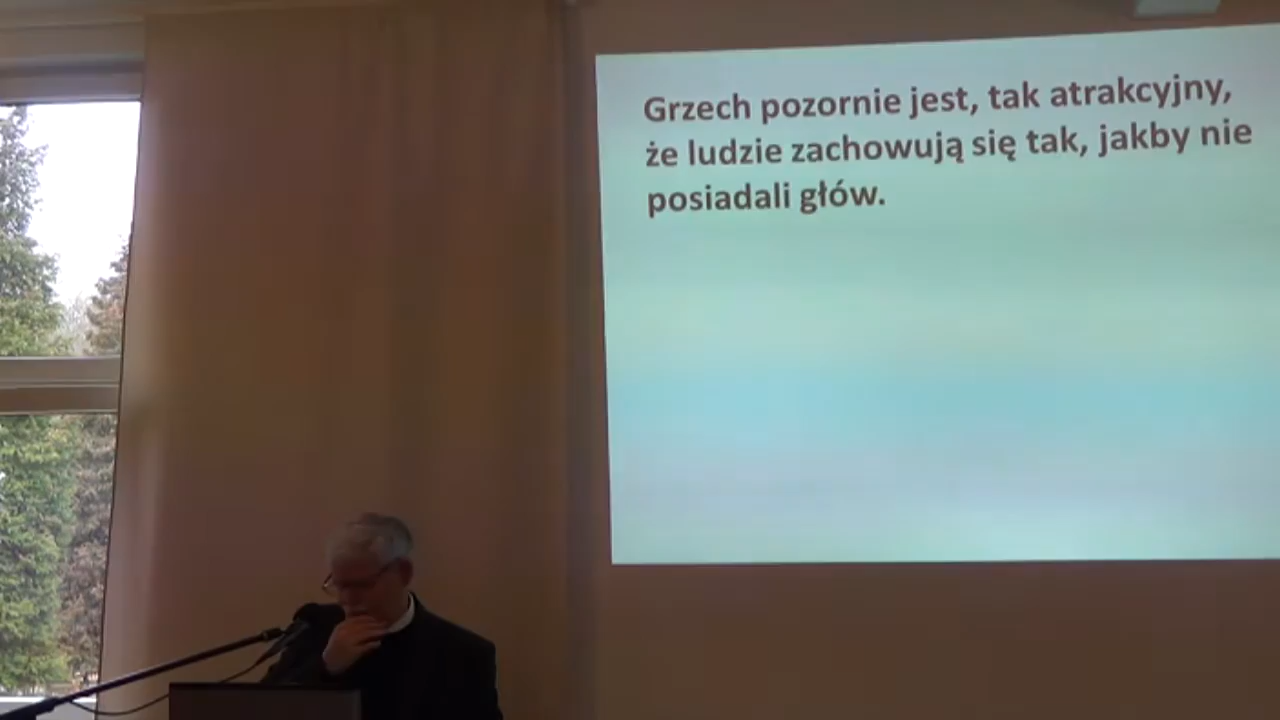 Grzech pozornie jest, tak atrakcyjny,
że ludzie zachowują się tak, jakby nie
posiadali głów.